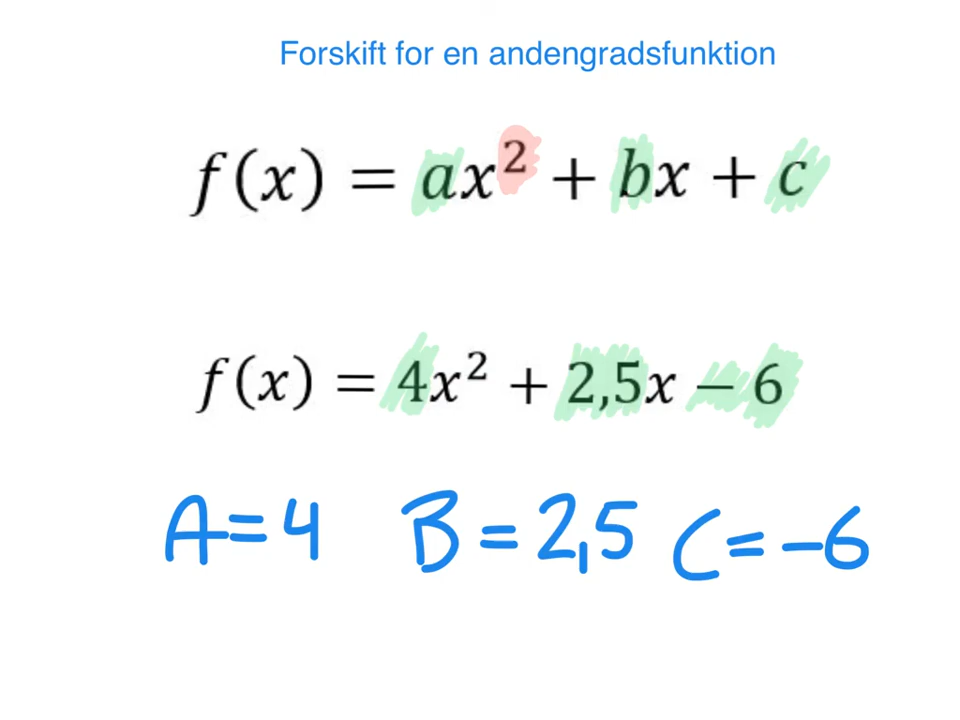 Forskift for en andengradsfunktion
f(x) = ax² + bx + c
f(x) = 4x² + 2,5x − 6
A=4 B=2,5 C=-6